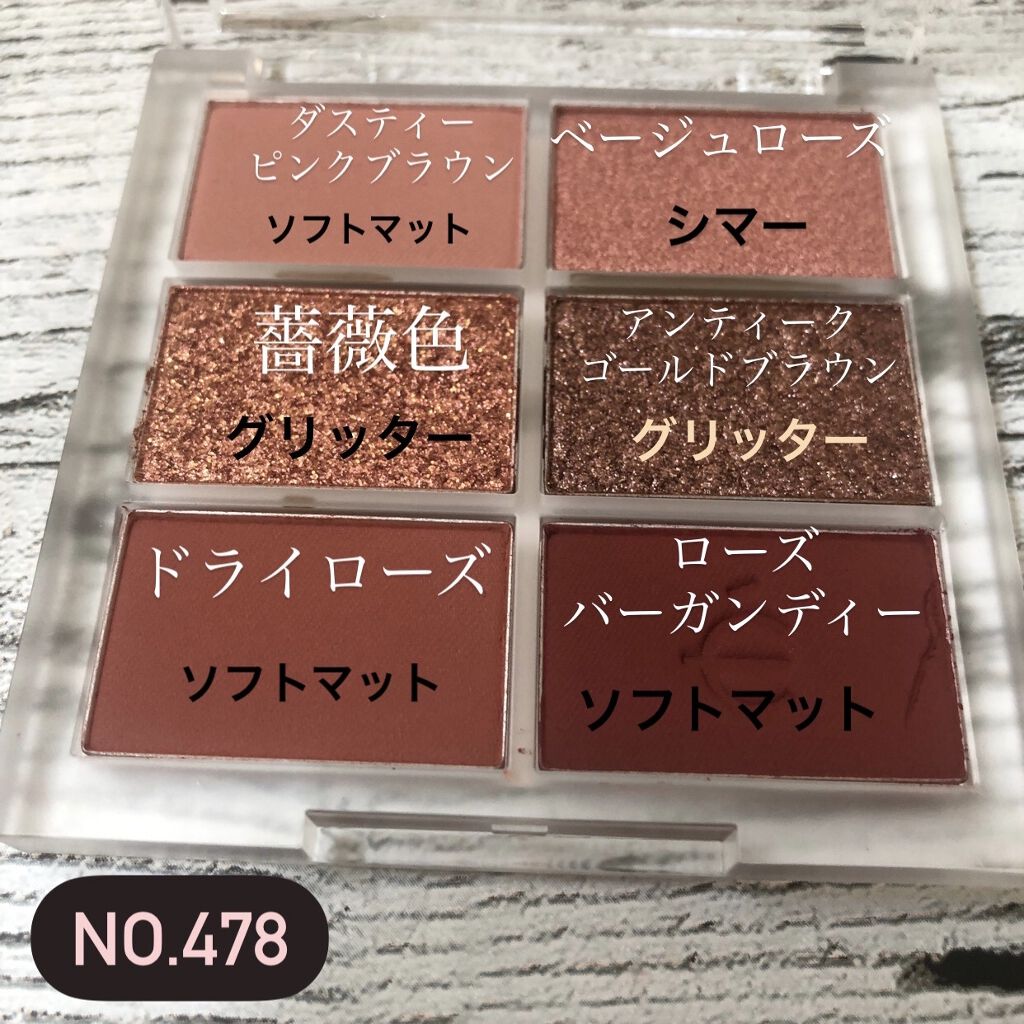 ダスティー
ピンクブラウン
ソフトマット
ベージュローズ
シマー
薔薇色
グリッター
アンティーク
ゴールドブラウン
グリッター
ドライローズ
ソフトマット
ローズ
バーガンディー
ソフトマット
NO.478